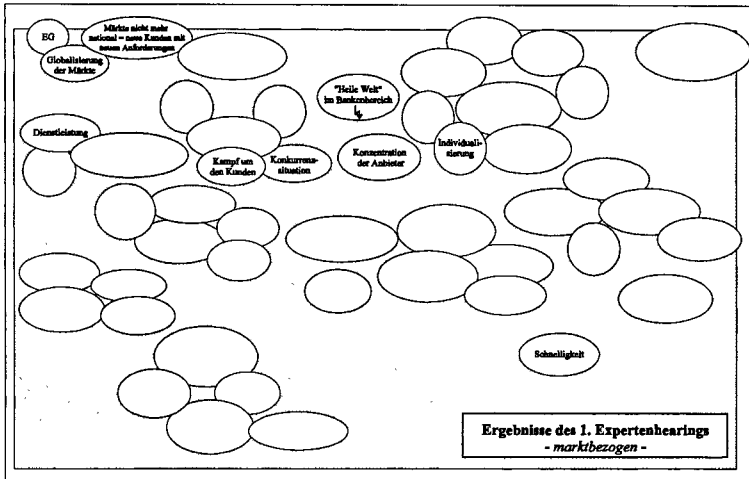 EG
Märkte nicht mehr
national – neue Kunden mit
neuen Anforderungen
Globalisierung
der Märkte
"Heile Welt"
im Bankenbereich
Dienstleistung
Kampf um
den Kunden
Konkurrens-
situation
Konzentration
der Anbieter
Individuali-
sierung
Schnelligkeit
Ergebnisse des 1. Expertenhearings
- marktbezogen -